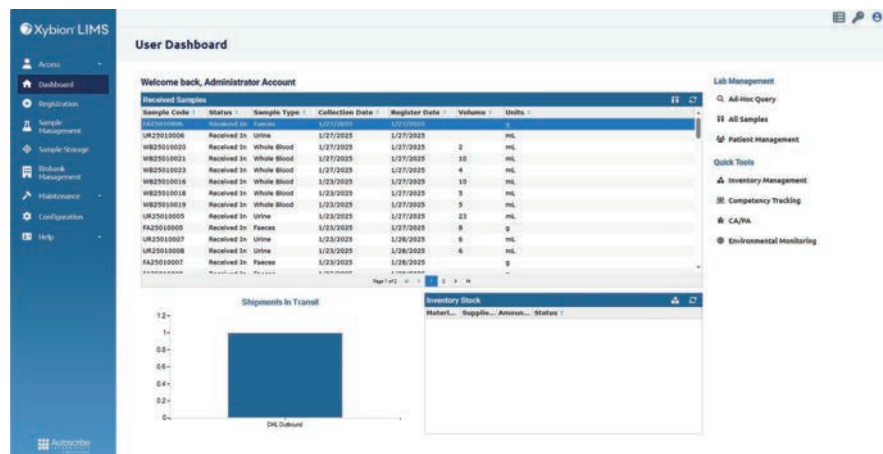 Xybion LIMS
Access
Dashboard
Registration
Sample
Management
Sample Storage
Biobank
Management
Maintenance
Configuration
Help
Autoscribe
User Dashboard
Welcome back, Administrator Account
Received Samples
Sample Code Status Sample Type Collection Date Register Date Volume Units
FA25010006 Received In Faeces 1/27/2025 1/27/2025 g
UR25010006 Received In Urine 1/27/2025 1/27/2025 mL
WB25010020 Received In Whole Blood 1/27/2025 1/27/2025 2 mL
WB25010021 Received In Whole Blood 1/27/2025 1/27/2025 10 mL
WB25010023 Received In Whole Blood 1/27/2025 1/27/2025 4 mL
WB25010016 Received In Whole Blood 1/23/2025 1/27/2025 10 mL
WB25010018 Received In Whole Blood 1/23/2025 1/27/2025 5 mL
WB25010019 Received In Whole Blood 1/23/2025 1/27/2025 5 mL
UR25010005 Received In Urine 1/23/2025 1/27/2025 23 mL
FA25010005 Received In Faeces 1/23/2025 1/27/2025 8 g
UR25010007 Received In Urine 1/23/2025 1/28/2025 6 mL
UR25010008 Received In Urine 1/23/2025 1/28/2025 6 mL
FA25010007 Received In Faeces 1/23/2025 1/28/2025 g
Page 1 of 2 1 2
Shipments In Transit
1.2
1
0.8
0.6
0.4
0.2
0
DHL Outbound
Inventory Stock
Materi... Supplie... Amoun... Status
Lab Management
Ad-Hoc Query
All Samples
Patient Management
Quick Tools
Inventory Management
Competency Tracking
CA/PA
Environmental Monitoring